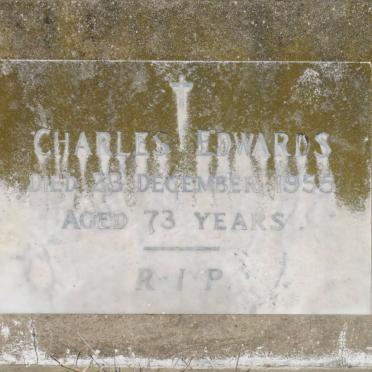 CHARLES EDWARDS
DIED 23 DECEMBER 1955
AGED 73 YEARS.
R·I·P